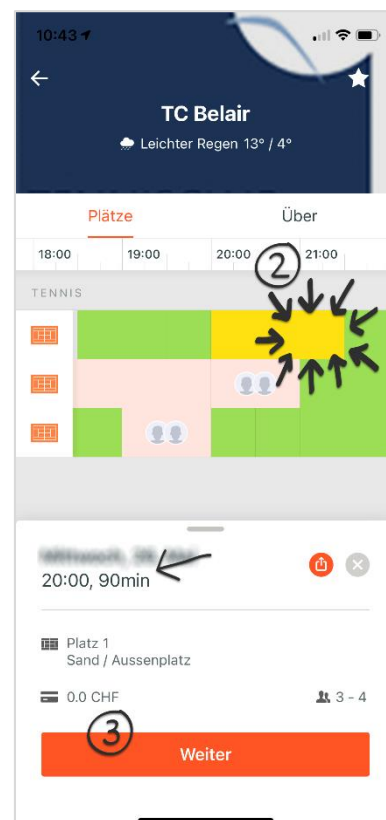 10:43
TC Belair
Leichter Regen 13° / 4°
Plätze
Über
18:00 19:00 20:00 21:00
2
TENNIS
20:00, 90min
Platz 1
Sand / Aussenplatz
0.0 CHF
3 - 4
3
Weiter